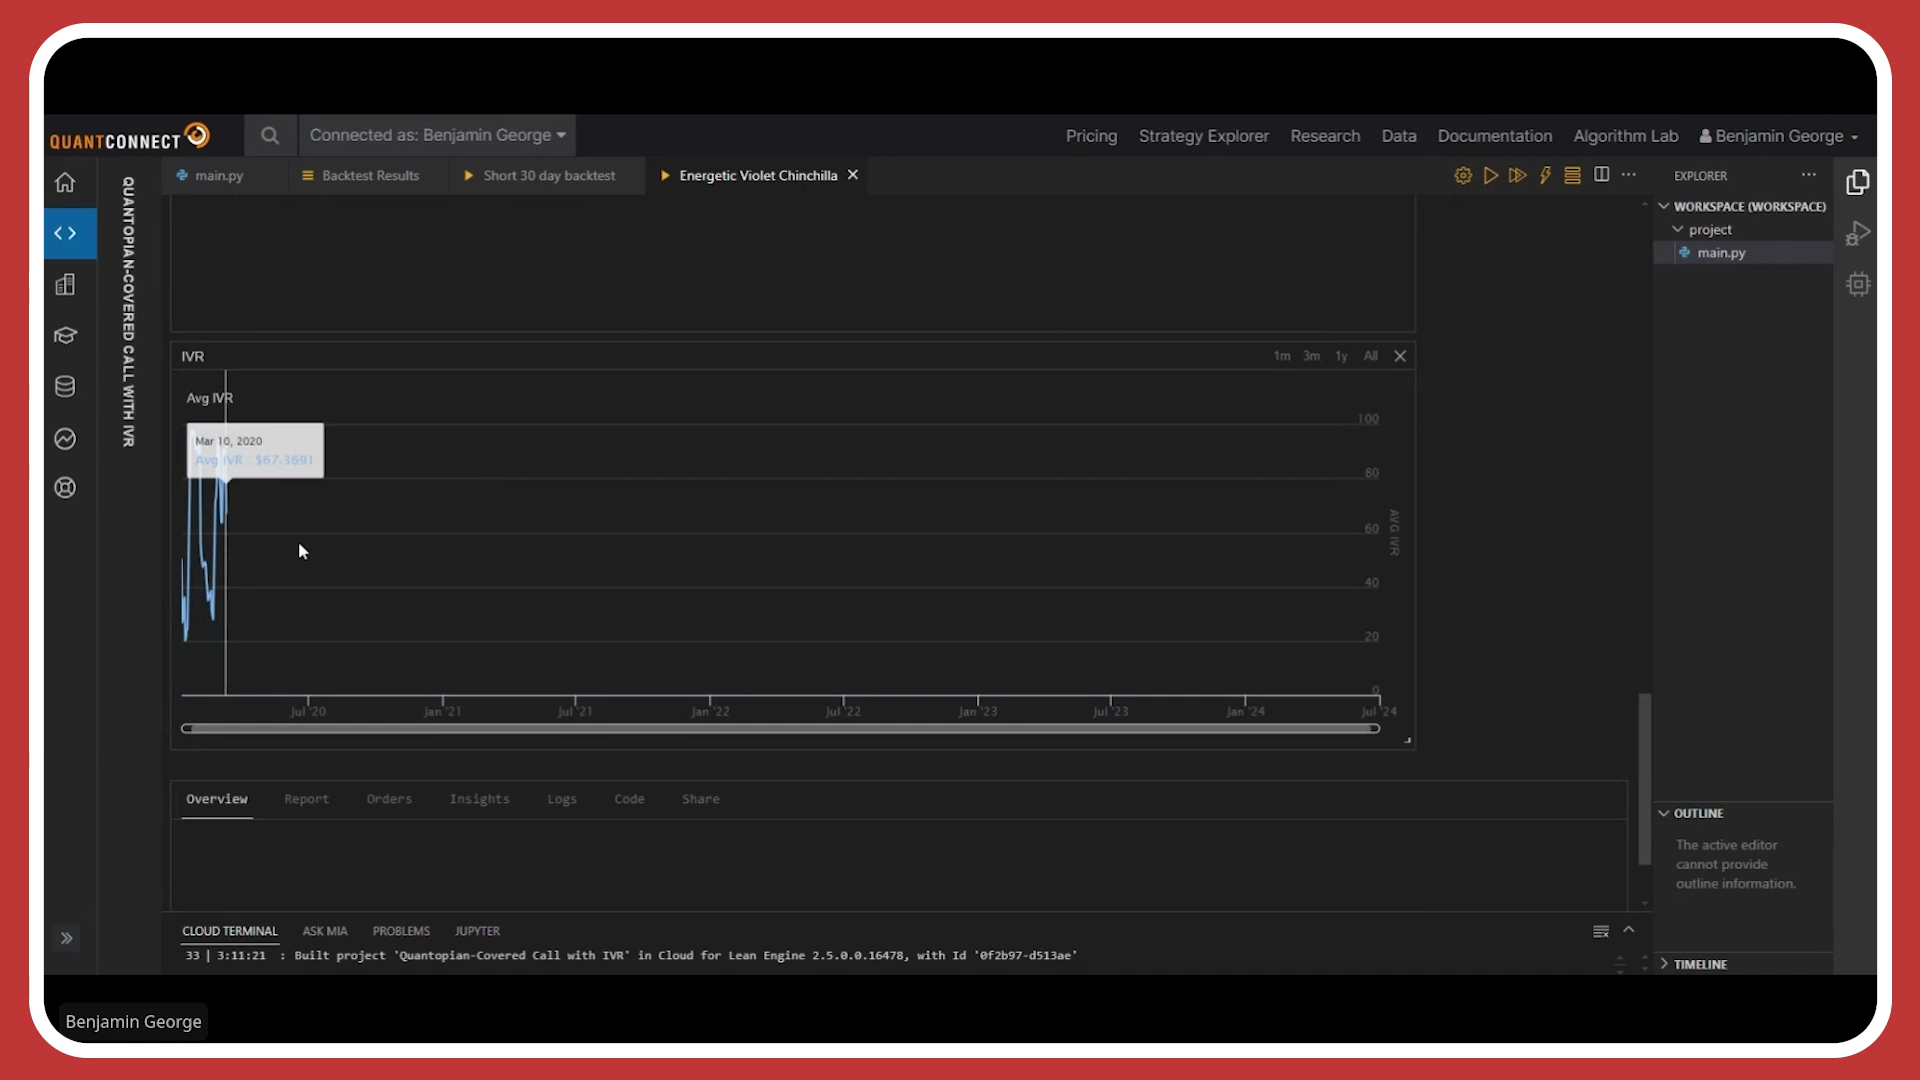 QUANTCONNECT
Connected as: Benjamin George
Pricing
Strategy Explorer
Research
Data
Documentation
Algorithm Lab
Benjamin George
main.py
Backtest Results
Short 30 day backtest
Energetic Violet Chinchilla
EXPLORER
WORKSPACE (WORKSPACE)
project
main.py
QUANTOPIAN-COVERED CALL WITH IVR
IVR
1m 3m 1y All
Avg IVR
Mar 10, 2020
Avg IVR : $67.3691
100
80
60
40
20
0
AVG IVR
Jul '20
Jan '21
Jul '21
Jan '22
Jul '22
Jan '23
Jul '23
Jan '24
Jul '24
Overview
Report
Orders
Insights
Logs
Code
Share
OUTLINE
The active editor
cannot provide
outline information.
CLOUD TERMINAL
ASK MIA
PROBLEMS
JUPYTER
33 | 3:11:21 : Built project 'Quantopian-Covered Call with IVR' in Cloud for Lean Engine 2.5.0.0.16478, with Id '0f2b97-d513ae'
TIMELINE
Benjamin George